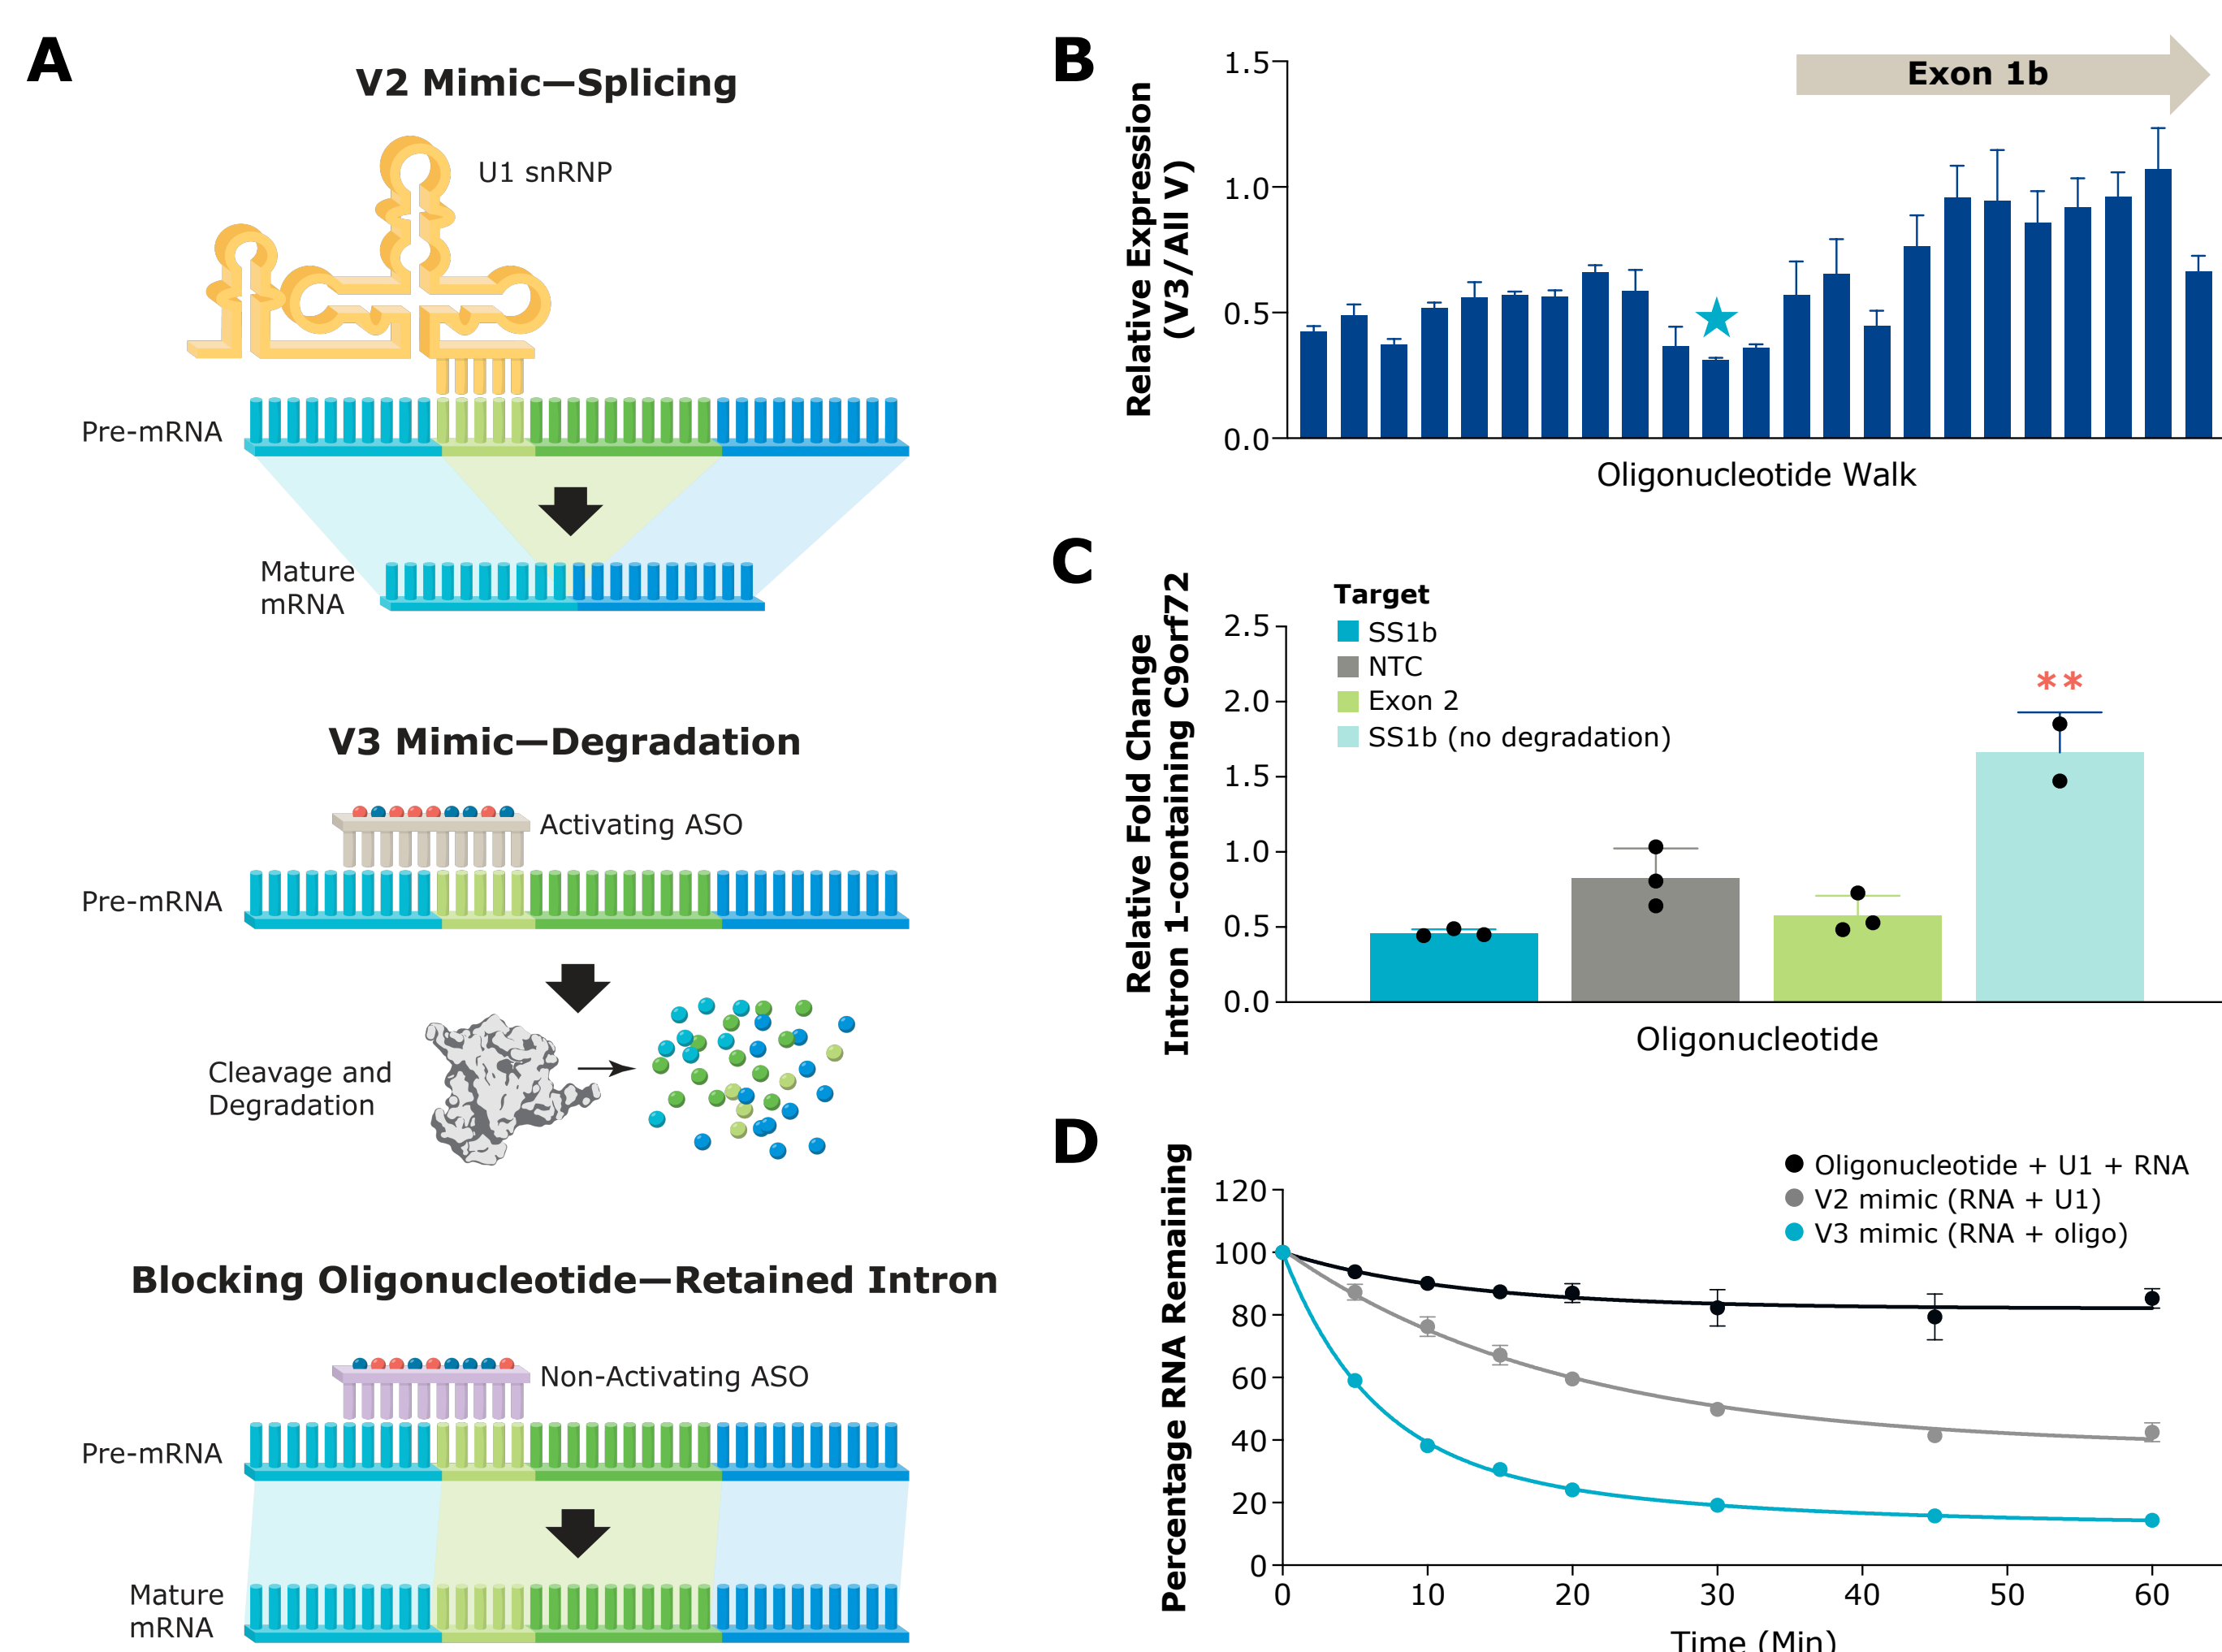 A
V2 Mimic—Splicing
U1 snRNP
Pre-mRNA
Mature
mRNA
V3 Mimic—Degradation
Activating ASO
Pre-mRNA
Cleavage and
Degradation
Blocking Oligonucleotide—Retained Intron
Non-Activating ASO
Pre-mRNA
Mature
mRNA
B
Relative Expression
(V3/All V)
1.5
1.0
0.5
0.0
Exon 1b
Oligonucleotide Walk
C
Relative Fold Change
Intron 1-containing C9orf72
Target
SS1b
NTC
Exon 2
SS1b (no degradation)
2.5
2.0
1.5
1.0
0.5
0.0
**
Oligonucleotide
D
Percentage RNA Remaining
Oligonucleotide + U1 + RNA
V2 mimic (RNA + U1)
V3 mimic (RNA + oligo)
120
100
80
60
40
20
0
0 10 20 30 40 50 60
Time (Min)